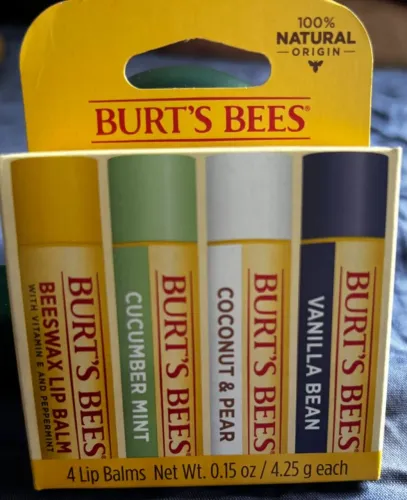 100%
NATURAL
ORIGIN
BURT'S BEES®
BURT'S BEES
BEESWAX LIP BALM
WITH VITAMIN E AND PEPPERMINT
BURT'S BEES
CUCUMBER MINT
BURT'S BEES
COCONUT & PEAR
BURT'S BEES
VANILLA BEAN
4 Lip Balms Net Wt. 0.15 oz / 4.25 g each